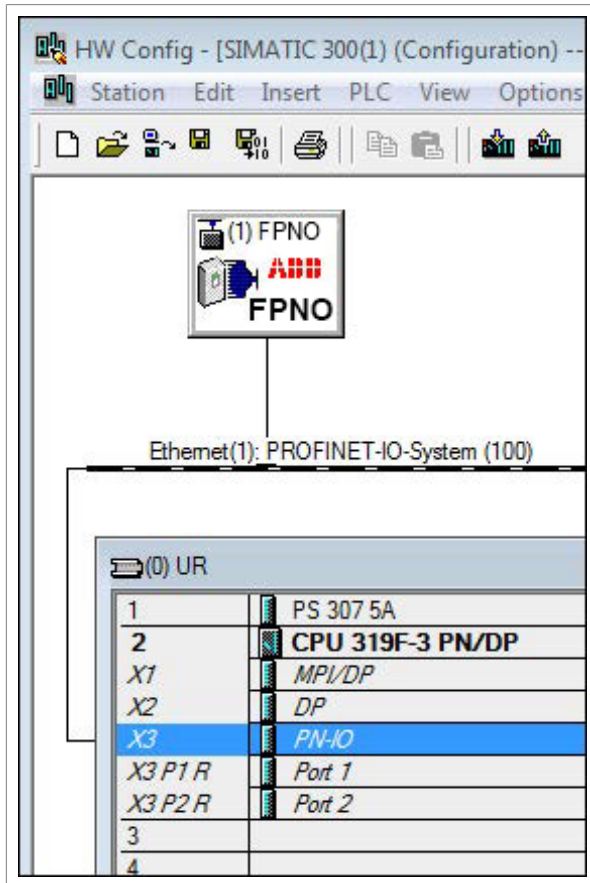 HW Config - [SIMATIC 300(1) (Configuration) --
Station Edit Insert PLC View Options
(1) FPNO
ABB
FPNO
Ethernet(1): PROFINET-IO-System (100)
(0) UR
1 PS 307 5A
2 CPU 319F-3 PN/DP
X1 MPI/DP
X2 DP
X3 PN-IO
X3 P1 R Port 1
X3 P2 R Port 2
3
4